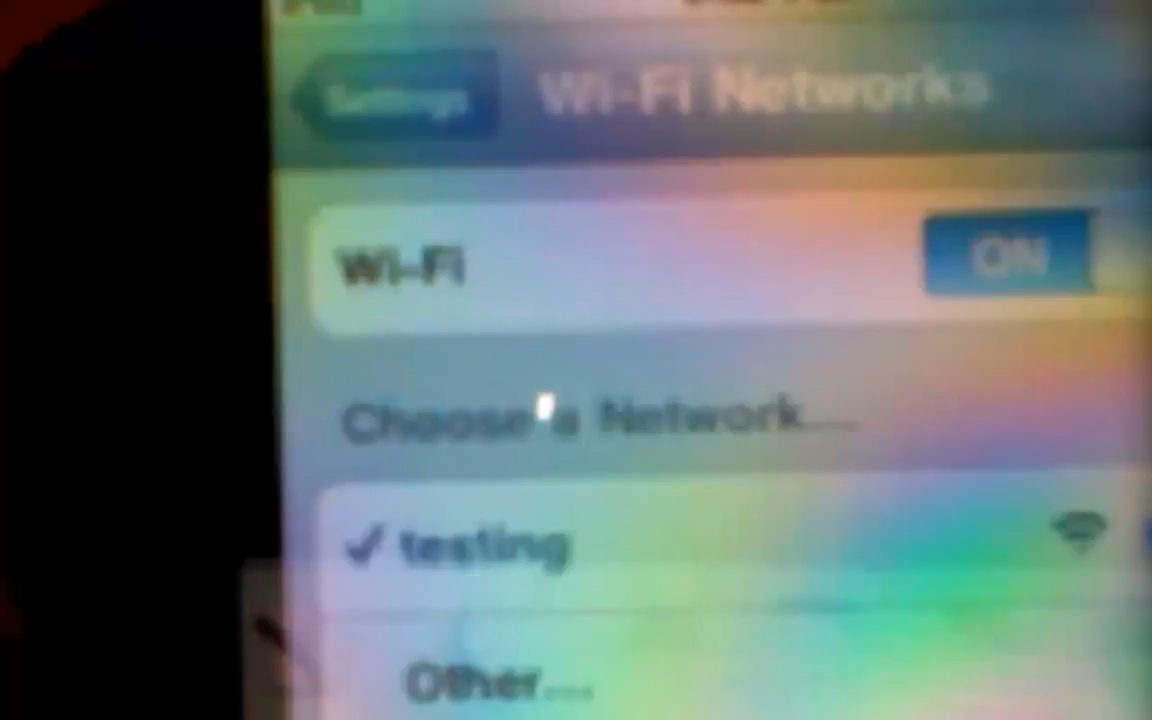 Settings Wi-Fi Networks
Wi-Fi ON
Choose a Network...
testing
Other...